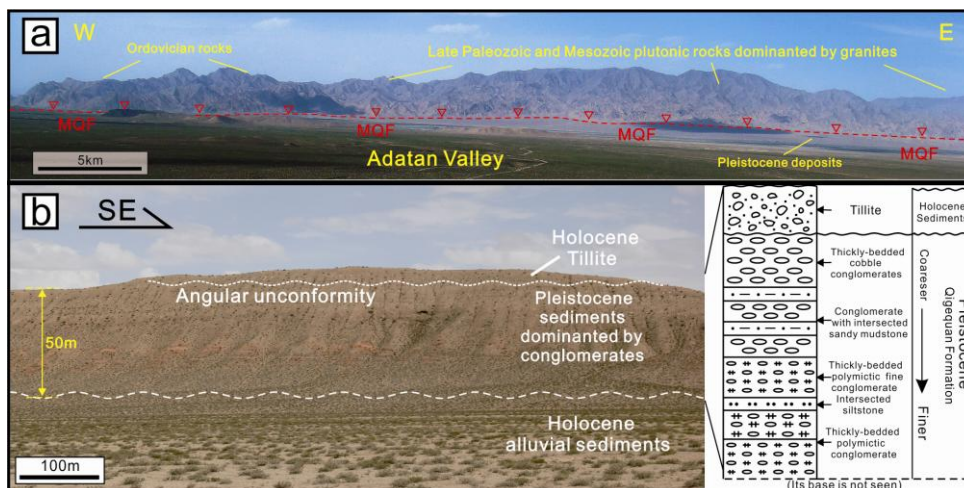 a
W
E
Ordovician rocks
Late Paleozoic and Mesozoic plutonic rocks dominanted by granites
MQF
MQF
MQF
MQF
Adatan Valley
Pleistocene deposits
5km
b
SE
Holocene
Tillite
Angular unconformity
Pleistocene
sediments
dominated by
conglomerates
50m
Holocene
alluvial sediments
100m
Tillite
Holocene
Sediments
Thickly-bedded
cobble
conglomerates
Conglomerate
with intersected
sandy mudstone
Thickly-bedded
polymictic fine
conglomerate
Intersected
siltstone
Thickly-bedded
polymictic
conglomerate
Coareser
Finer
Pleistocene
Qigequan Formation
(Its base is not seen)